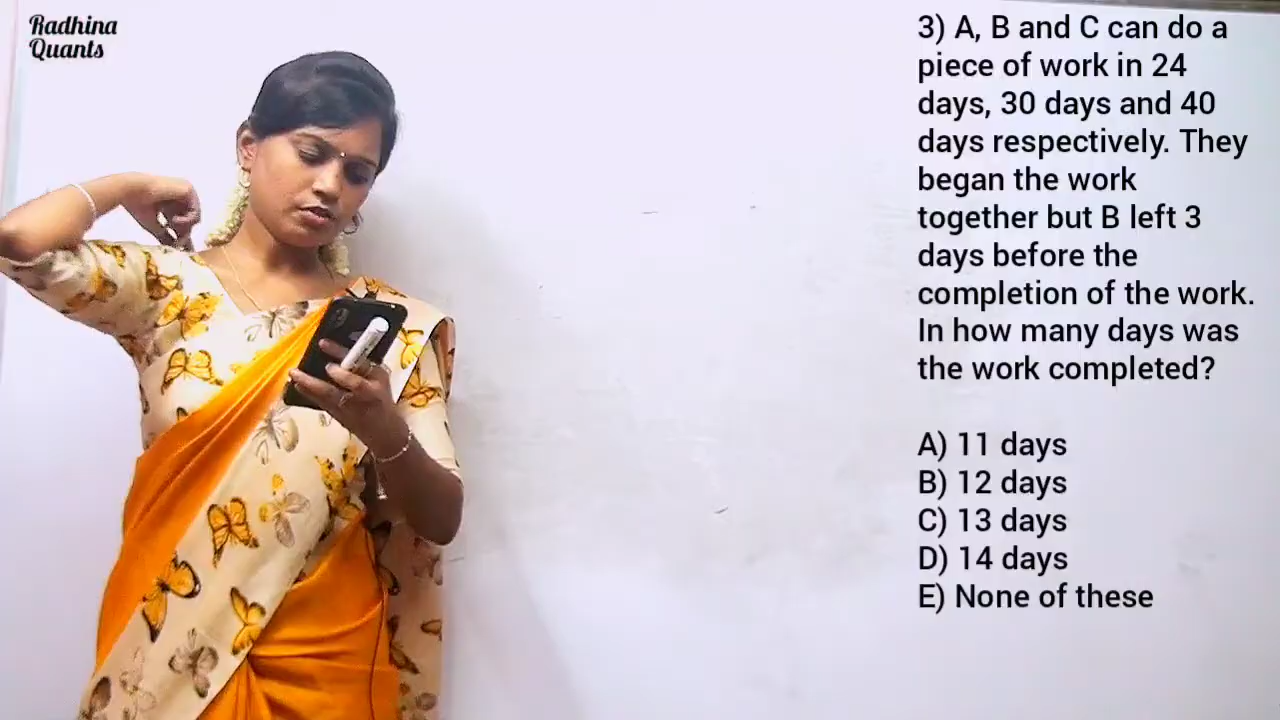 Radhina
Quants
3) A, B and C can do a
piece of work in 24
days, 30 days and 40
days respectively. They
began the work
together but B left 3
days before the
completion of the work.
In how many days was
the work completed?
A) 11 days
B) 12 days
C) 13 days
D) 14 days
E) None of these